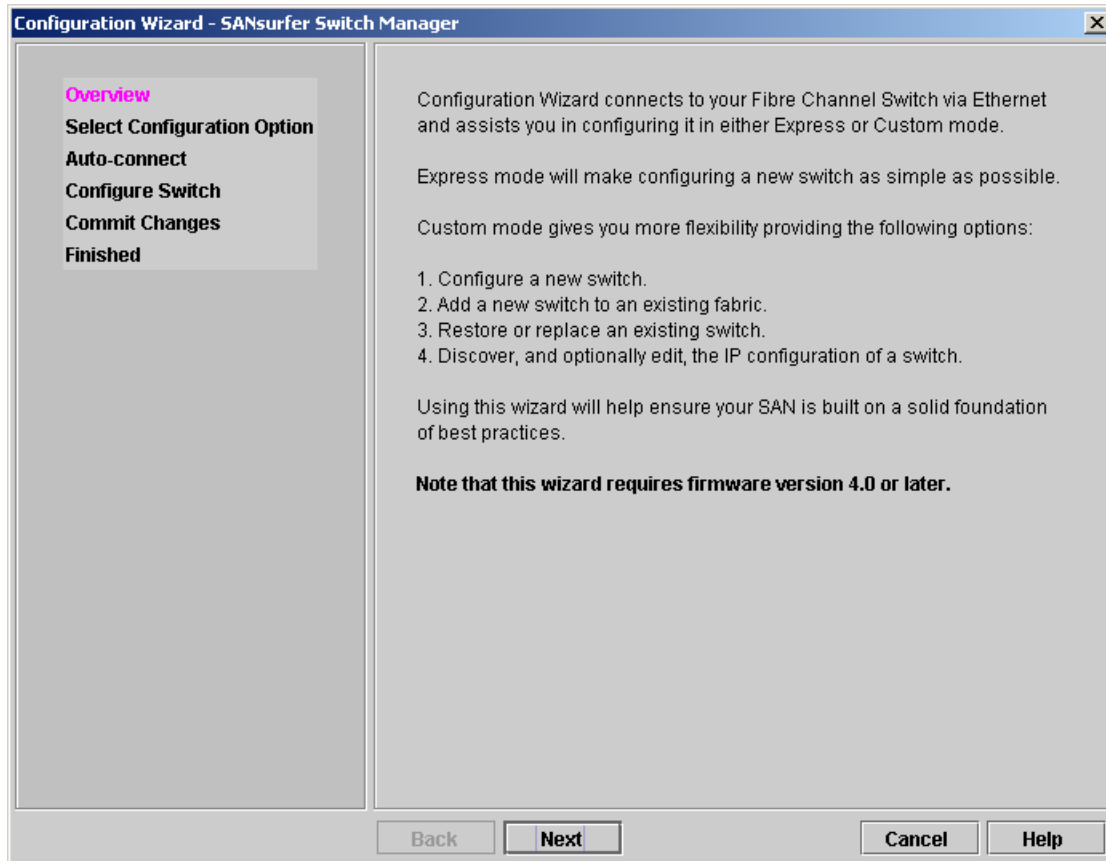 Configuration Wizard - SANsurfer Switch Manager
Overview
Select Configuration Option
Auto-connect
Configure Switch
Commit Changes
Finished
Configuration Wizard connects to your Fibre Channel Switch via Ethernet
and assists you in configuring it in either Express or Custom mode.
Express mode will make configuring a new switch as simple as possible.
Custom mode gives you more flexibility providing the following options:
1. Configure a new switch.
2. Add a new switch to an existing fabric.
3. Restore or replace an existing switch.
4. Discover, and optionally edit, the IP configuration of a switch.
Using this wizard will help ensure your SAN is built on a solid foundation
of best practices.
Note that this wizard requires firmware version 4.0 or later.
Back
Next
Cancel
Help